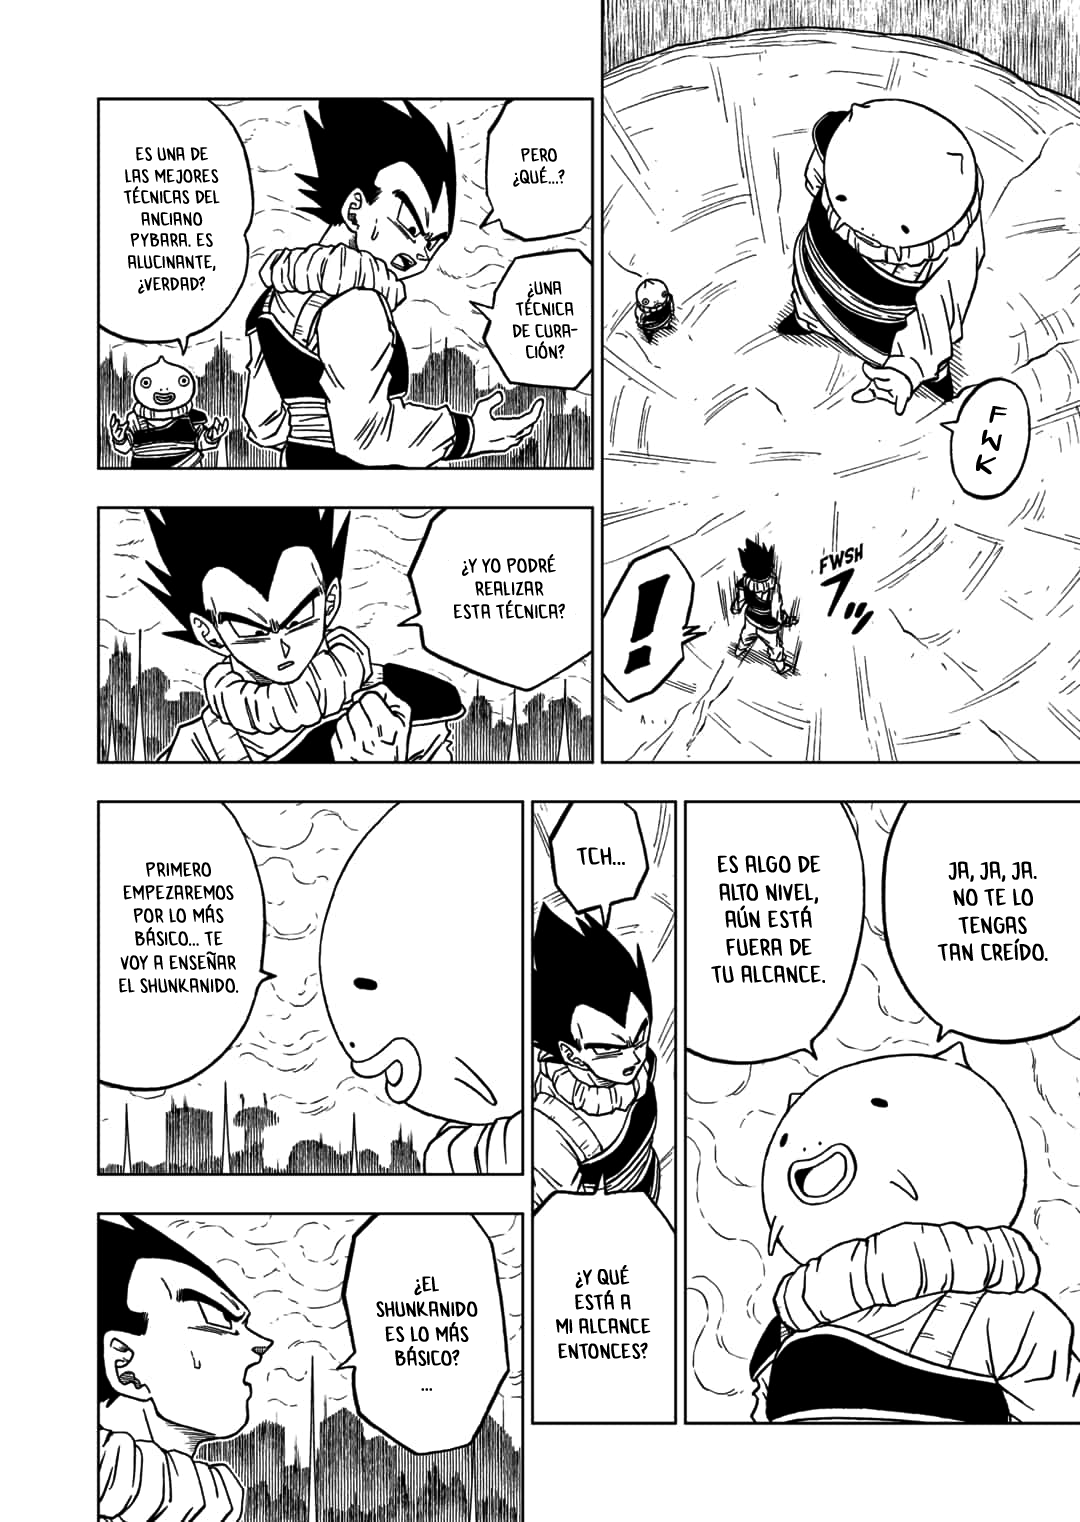 FWK
FWSH
フッ
!
PERO
¿QUÉ...?
¿UNA
TÉCNICA
DE CURA-
CIÓN?
ES UNA DE
LAS MEJORES
TÉCNICAS DEL
ANCIANO
PYBARA. ES
ALUCINANTE,
¿VERDAD?
¿Y YO PODRÉ
REALIZAR
ESTA TÉCNICA?
JA, JA, JA.
NO TE LO
TENGAS
TAN CREÍDO.
ES ALGO DE
ALTO NIVEL,
AÚN ESTÁ
FUERA DE
TU ALCANCE.
TCH...
¿Y QUÉ
ESTÁ A
MI ALCANCE
ENTONCES?
PRIMERO
EMPEZAREMOS
POR LO MÁS
BÁSICO... TE
VOY A ENSEÑAR
EL SHUNKANIDO.
¿EL
SHUNKANIDO
ES LO MÁS
BÁSICO?
...